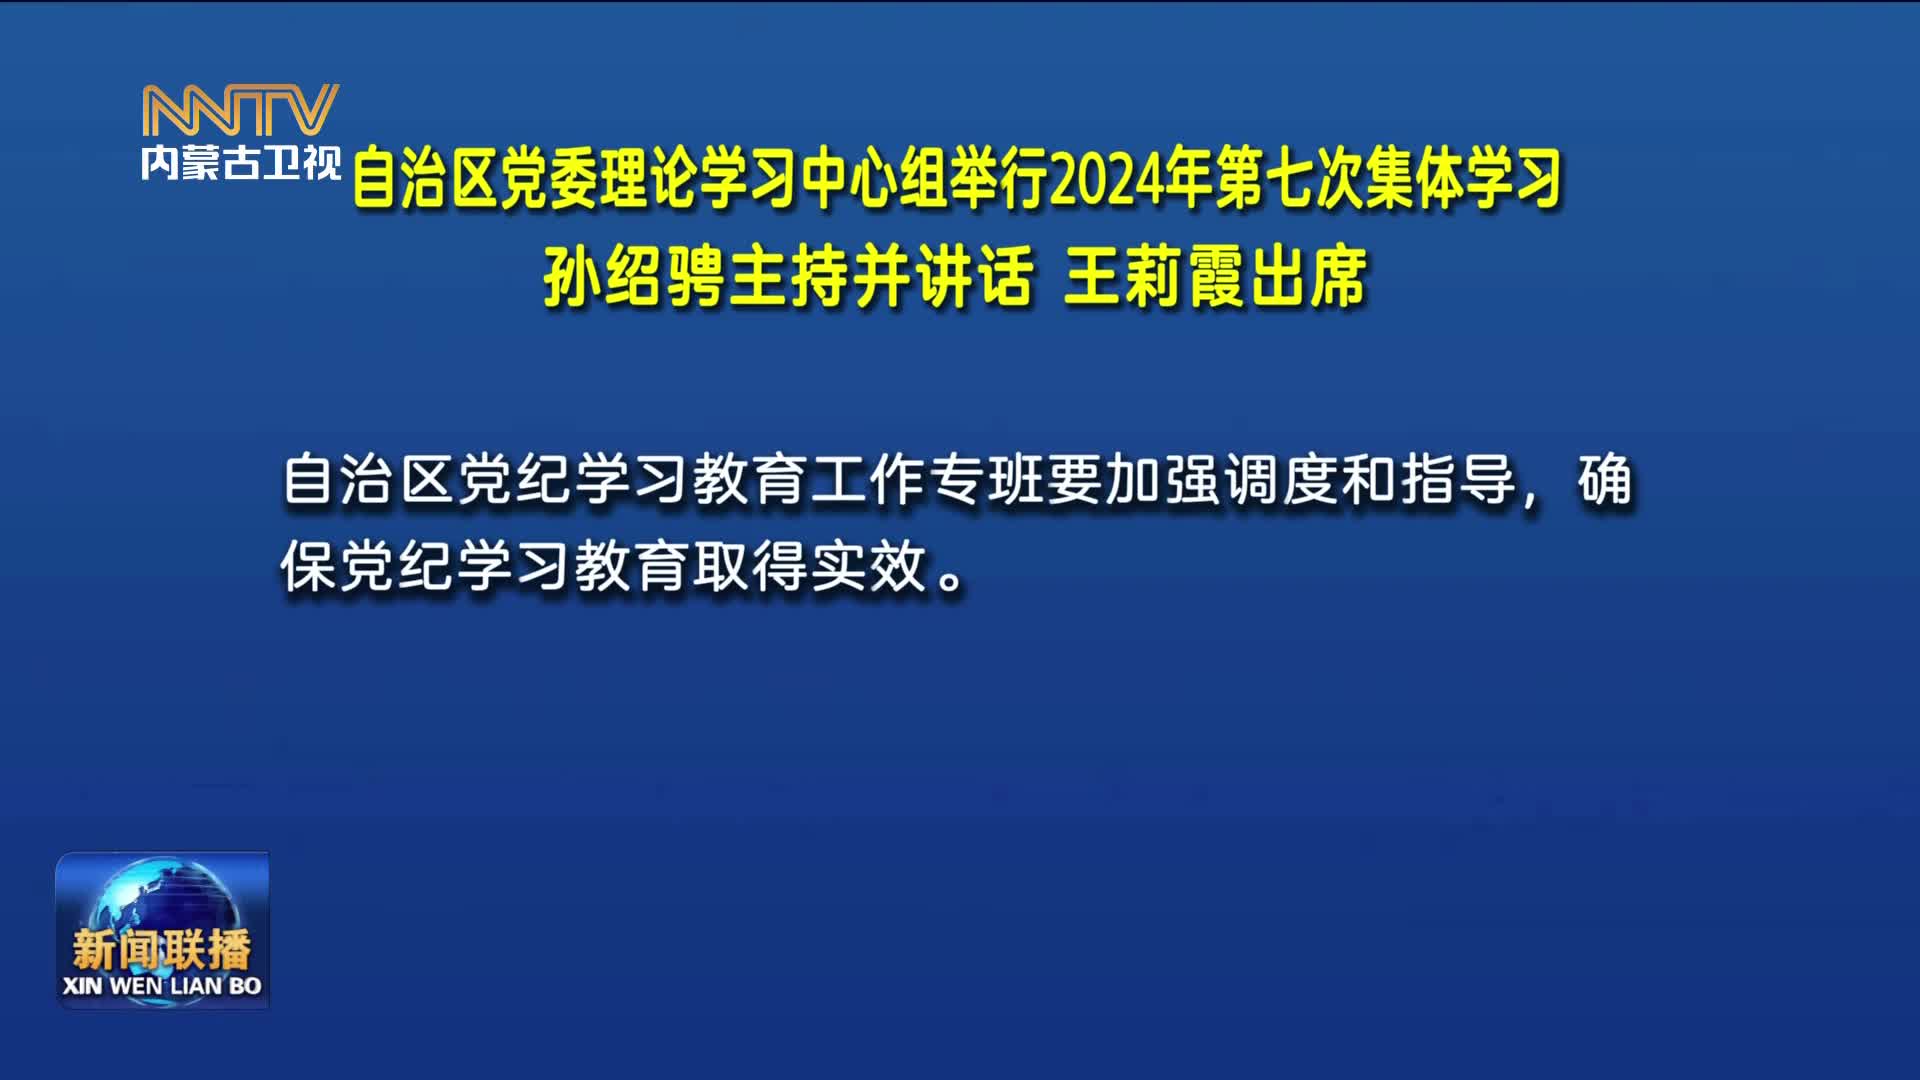 NNTV
内蒙古卫视
自治区党委理论学习中心组举行2024年第七次集体学习
孙绍骋主持并讲话 王莉霞出席
自治区党纪学习教育工作专班要加强调度和指导，确
保党纪学习教育取得实效。
新闻联播
XIN WEN LIAN BO